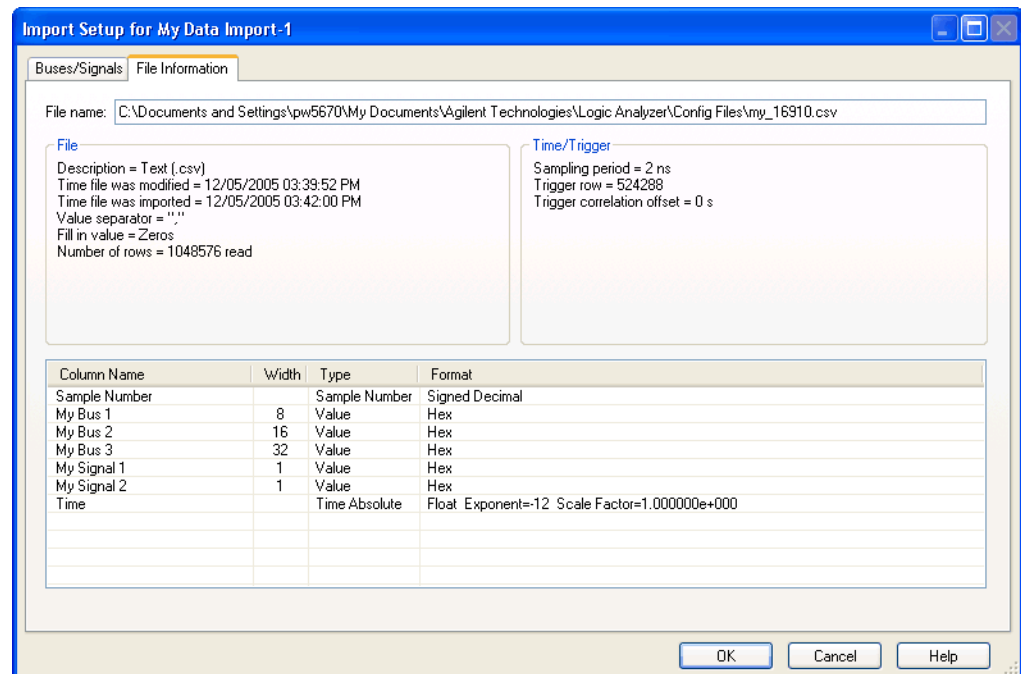 Import Setup for My Data Import-1
Buses/Signals File Information
File name: C:\Documents and Settings\pw5670\My Documents\Agilent Technologies\Logic Analyzer\Config Files\my_16910.csv
File
Description = Text (.csv)
Time file was modified = 12/05/2005 03:39:52 PM
Time file was imported = 12/05/2005 03:42:00 PM
Value separator = ","
Fill in value = Zeros
Number of rows = 1048576 read
Time/Trigger
Sampling period = 2 ns
Trigger row = 524288
Trigger correlation offset = 0 s
Column Name Width Type Format
Sample Number Sample Number Signed Decimal
My Bus 1 8 Value Hex
My Bus 2 16 Value Hex
My Bus 3 32 Value Hex
My Signal 1 1 Value Hex
My Signal 2 1 Value Hex
Time Time Absolute Float Exponent=-12 Scale Factor=1.000000e+000
OK Cancel Help